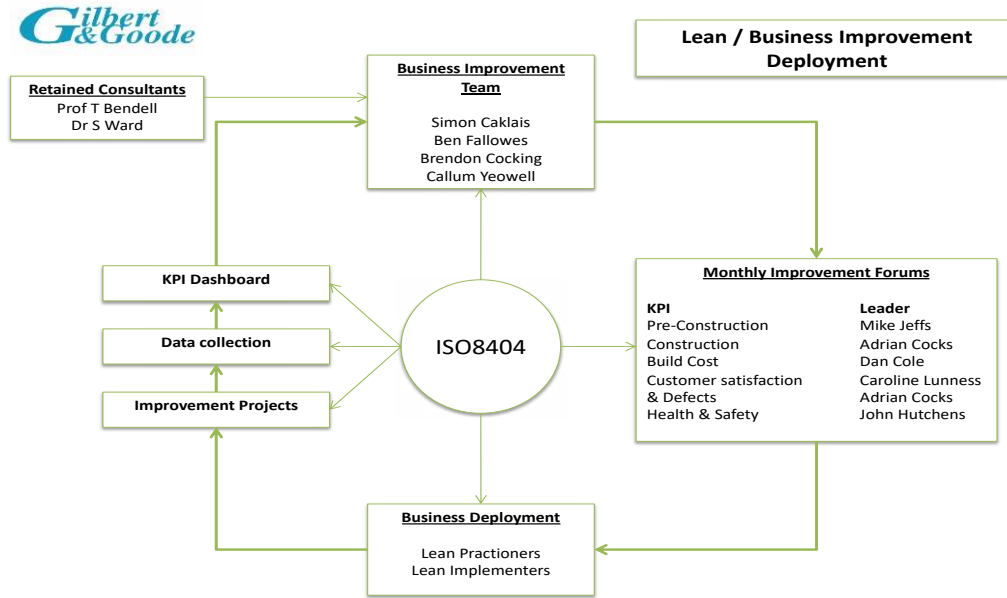 Gilbert
&Goode
Lean / Business Improvement
Deployment
Retained Consultants
Prof T Bendell
Dr S Ward
Business Improvement
Team
Simon Caklais
Ben Fallowes
Brendon Cocking
Callum Yeowell
KPI Dashboard
Data collection
Improvement Projects
ISO8404
Monthly Improvement Forums
KPI Leader
Pre-Construction Mike Jeffs
Construction Adrian Cocks
Build Cost Dan Cole
Customer satisfaction Caroline Lunness
& Defects Adrian Cocks
Health & Safety John Hutchens
Business Deployment
Lean Practioners
Lean Implementers